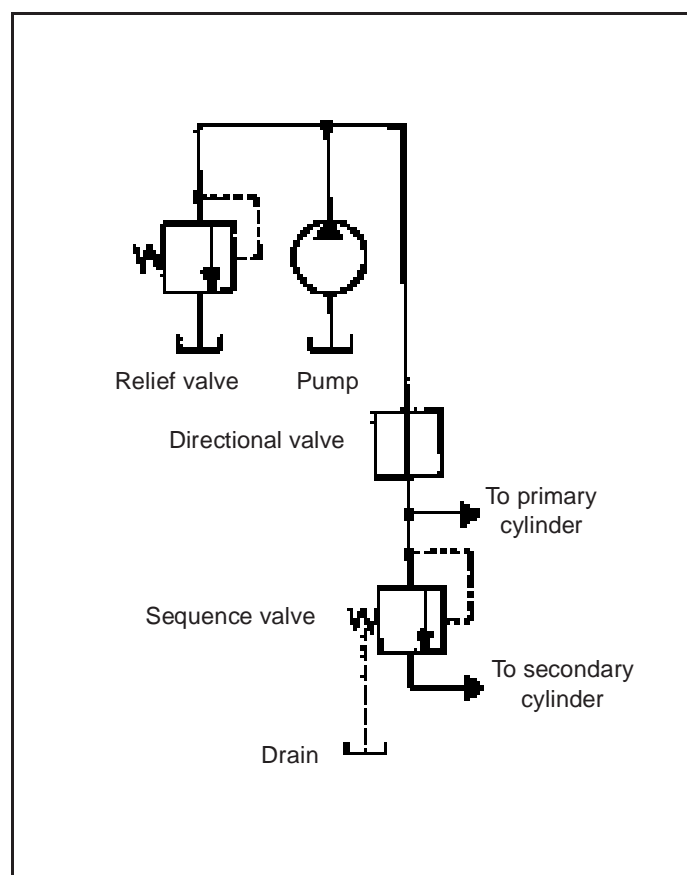 Relief valve
Pump
Directional valve
To primary
cylinder
Sequence valve
To secondary
cylinder
Drain